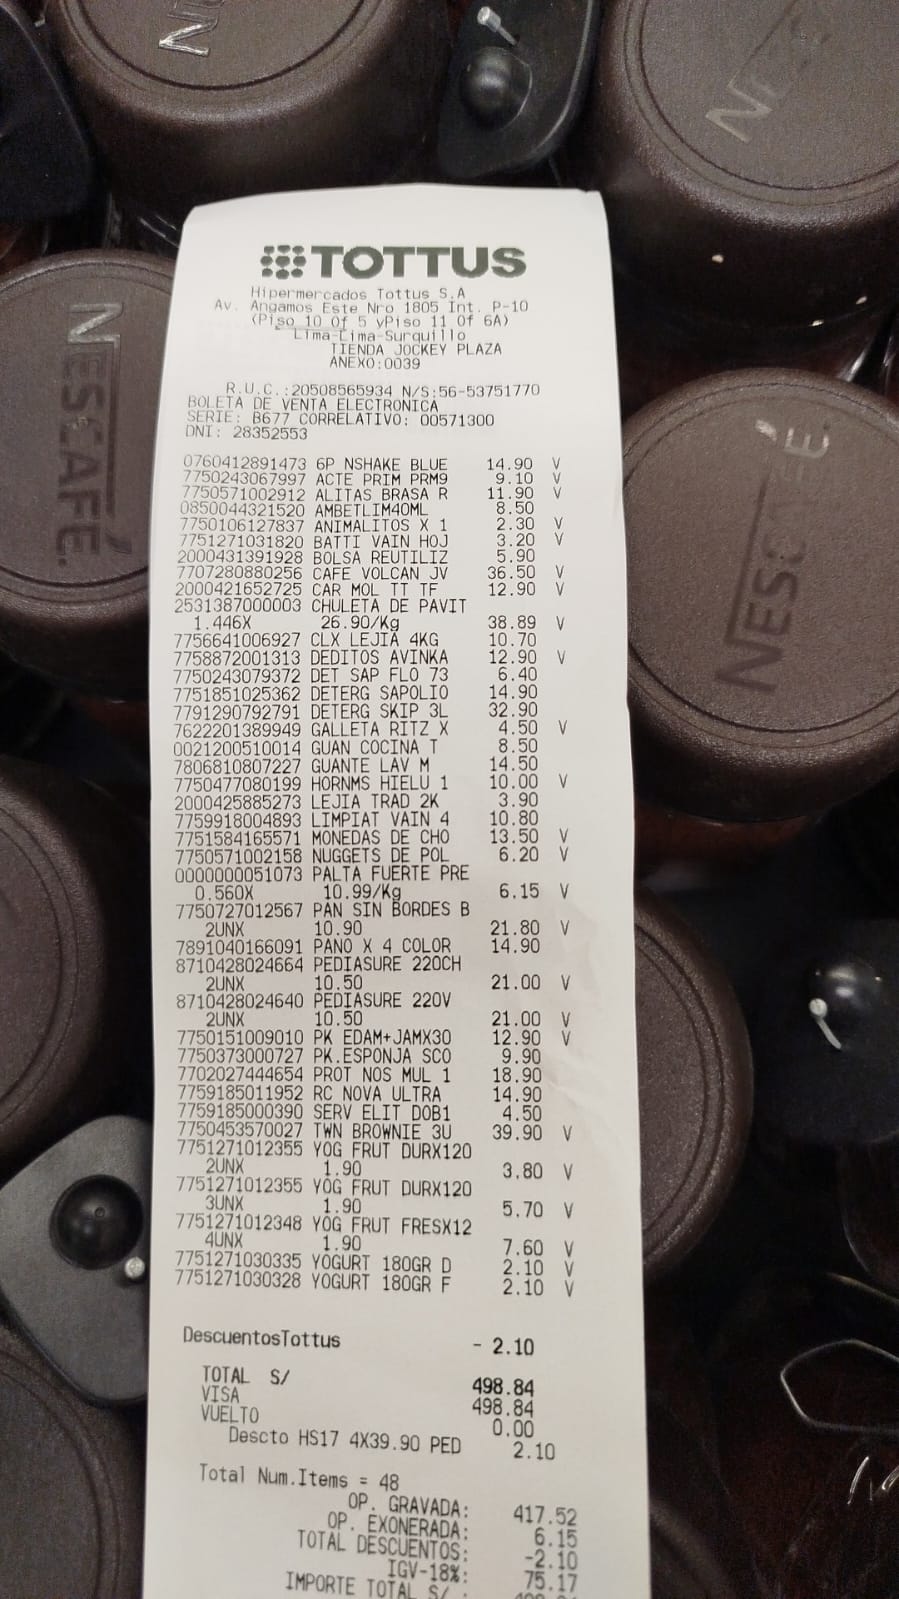 N
NES
NESCAFÉ.
NESC E.
TOTTUS
Hipermercados Tottus S.A
Av. Angamos Este Nro 1805 Int. P-10
(Piso 10 Of 5 yPiso 11 Of 6A)
Lima-Lima-Surquillo
TIENDA JOCKEY PLAZA
ANEXO:0039
R.U.C.:20508565934 N/S:56-53751770
BOLETA DE VENTA ELECTRONICA
SERIE: B677 CORRELATIVO: 00571300
DNI: 28352553
0760412891473 6P NSHAKE BLUE 14.90 V
7750243067997 ACTE PRIM PRM9 9.10 V
7750571002912 ALITAS BRASA R 11.90 V
0850044321520 AMBETLIM40ML 8.50
7750106127837 ANIMALITOS X 1 2.30 V
7751271031820 BATTI VAIN HOJ 3.20 V
2000431391928 BOLSA REUTILIZ 5.90
7707280880256 CAFE VOLCAN JV 36.50 V
2000421652725 CAR MOL TT TF 12.90 V
2531387000003 CHULETA DE PAVIT
1.446X 26.90/Kg 38.89 V
7756641006927 CLX LEJIA 4KG 10.70
7758872001313 DEDITOS AVINKA 12.90 V
7750243079372 DET SAP FLO 73 6.40
7751851025362 DETERG SAPOLIO 14.90
7791290792791 DETERG SKIP 3L 32.90
7622201389949 GALLETA RITZ X 4.50 V
0021200510014 GUAN COCINA T 8.50
7806810807227 GUANTE LAV M 14.50
7750477080199 HORNMS HIELU 1 10.00 V
2000425885273 LEJIA TRAD 2K 3.90
7759918004893 LIMPIAT VAIN 4 10.80
7751584165571 MONEDAS DE CHO 13.50 V
7750571002158 NUGGETS DE POL 6.20 V
0000000051073 PALTA FUERTE PRE
0.560X 10.99/Kg 6.15 V
7750727012567 PAN SIN BORDES B
2UNX 10.90 21.80 V
7891040166091 PANO X 4 COLOR 14.90
8710428024664 PEDIASURE 220CH
2UNX 10.50 21.00 V
8710428024640 PEDIASURE 220V
2UNX 10.50 21.00 V
7750151009010 PK EDAM+JAMX30 12.90 V
7750373000727 PK.ESPONJA SCO 9.90
7702027444654 PROT NOS MUL 1 18.90
7759185011952 RC NOVA ULTRA 14.90
7759185000390 SERV ELIT DOB1 4.50
7750453570027 TWN BROWNIE 3U 39.90 V
7751271012355 YOG FRUT DURX120
2UNX 1.90 3.80 V
7751271012355 YOG FRUT DURX120
3UNX 1.90 5.70 V
7751271012348 YOG FRUT FRESX12
4UNX 1.90 7.60 V
7751271030335 YOGURT 180GR D 2.10 V
7751271030328 YOGURT 180GR F 2.10 V
DescuentosTottus - 2.10
TOTAL S/ 498.84
VISA 498.84
VUELTO 0.00
Descto HS17 4X39.90 PED 2.10
Total Num.Items = 48
OP. GRAVADA: 417.52
OP. EXONERADA: 6.15
TOTAL DESCUENTOS: -2.10
IGV-18%: 75.17
IMPORTE TOTAL S/ :